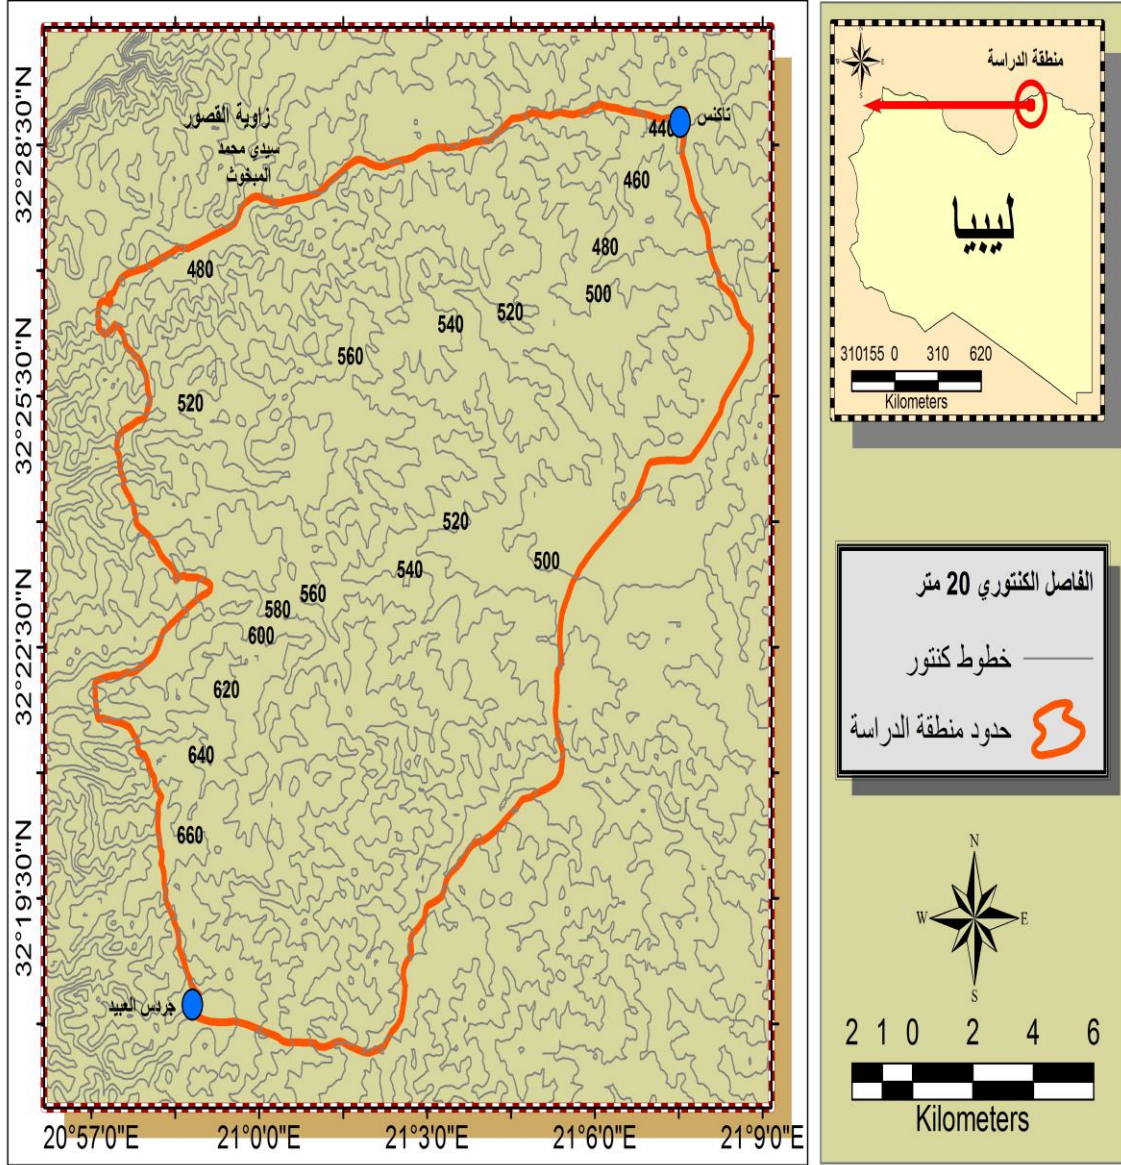 زاوية القصور
سيدي محمد
المبخوث
تاكنس
440
460
480
500
520
540
560
480
520
520
500
540
560
580
600
620
640
660
جردس العبيد
32°28'30"N
32°25'30"N
32°22'30"N
32°19'30"N
20°57'0"E
21°0'0"E
21°3'0"E
21°6'0"E
21°9'0"E
منطقة الدراسة
N
W
E
S
ليبيا
310155 0 310 620
Kilometers
الفاصل الكنتوري 20 متر
خطوط كنتور
حدود منطقة الدراسة
N
W
E
S
2 1 0 2 4 6
Kilometers